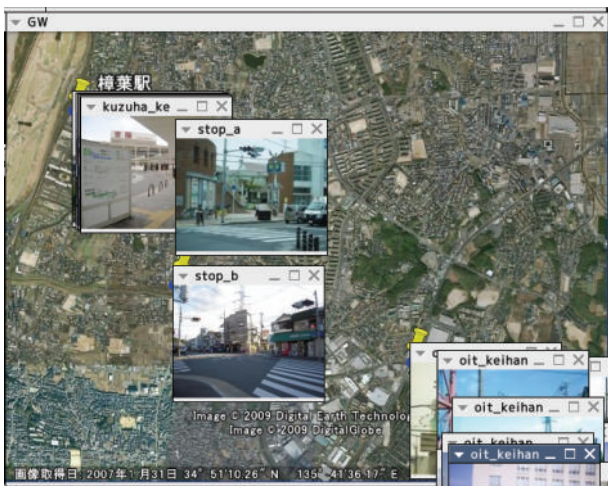 GW
樟葉駅
kuzuha_ke
stop_a
stop_b
oit_keihan
oit_keihan
oit_keihan
Image © 2009 Digital Earth Technolog
Image © 2009 DigitalGlobe
画像取得日: 2007年1月31日 34° 51'10.26" N 135° 41'36.17" E